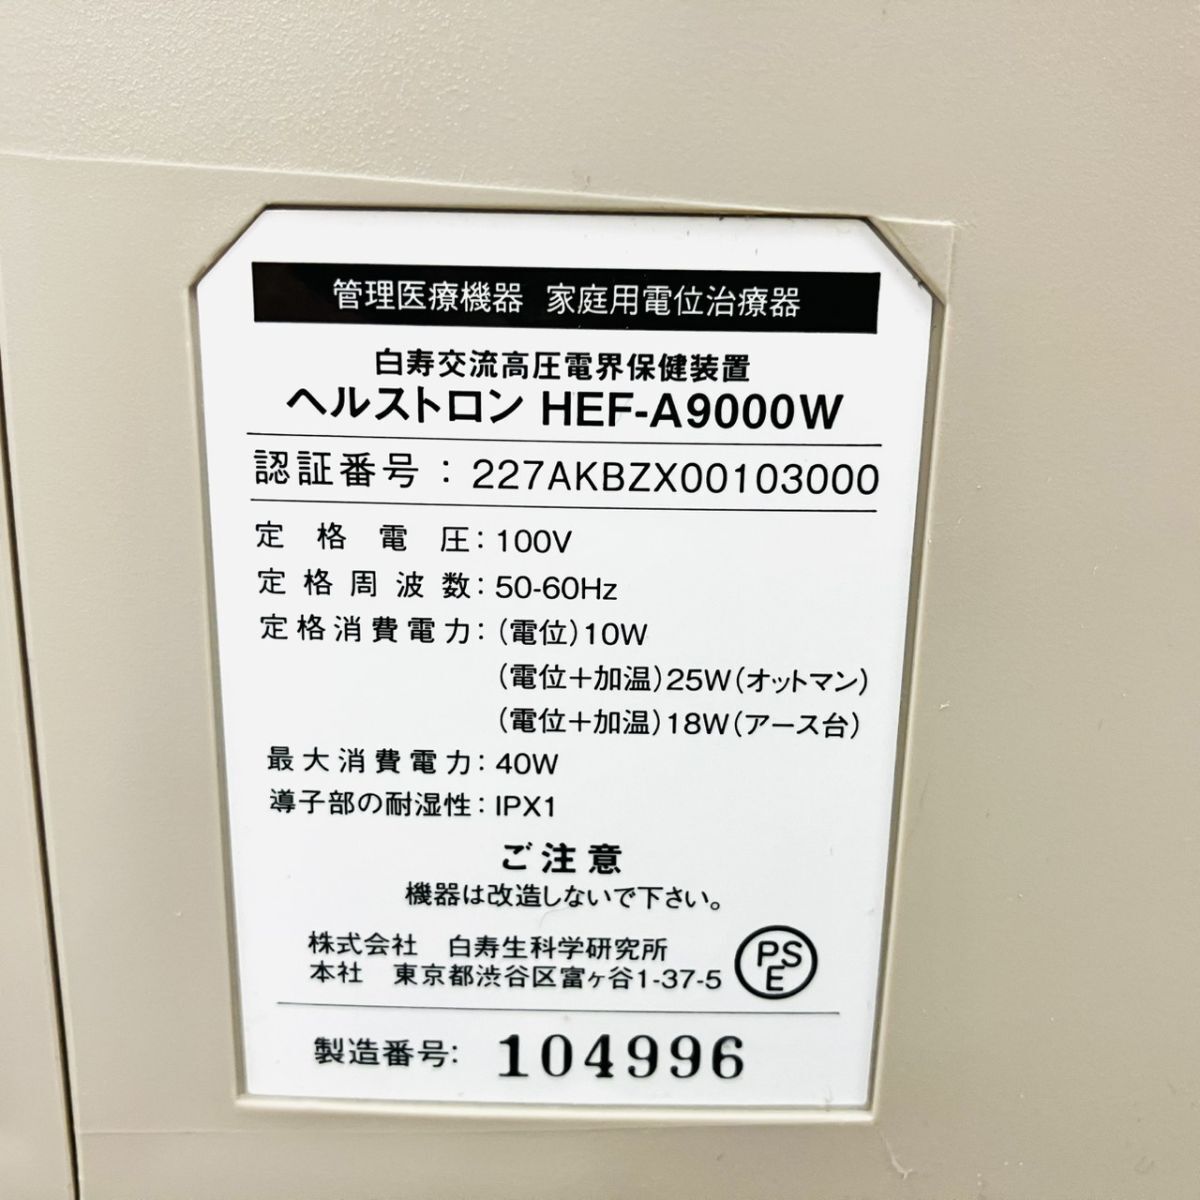 管理医療機器 家庭用電位治療器
白寿交流高圧電界保健装置
ヘルストロン HEF-A9000W
認証番号 : 227AKBZX00103000
定格電圧: 100V
定格周波数: 50-60Hz
定格消費電力: (電位)10W
(電位+加温)25W(オットマン)
(電位+加温)18W(アース台)
最大消費電力: 40W
導子部の耐湿性: IPX1
ご注意
機器は改造しないで下さい。
株式会社 白寿生科学研究所
本社 東京都渋谷区富ヶ谷1-37-5
PSE
製造番号: 104996